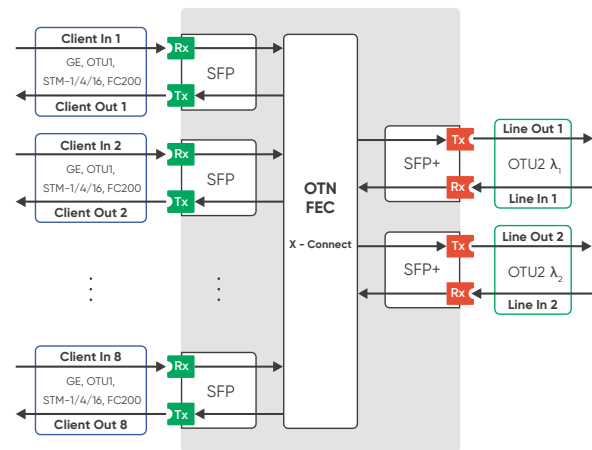 Client In 1
GE, OTU1,
STM-1/4/16, FC200
Client Out 1
Rx
Tx
SFP
Client In 2
GE, OTU1,
STM-1/4/16, FC200
Client Out 2
Rx
Tx
SFP
Client In 8
GE, OTU1,
STM-1/4/16, FC200
Client Out 8
Rx
Tx
SFP
OTN
FEC
X - Connect
SFP+
Tx
Rx
Line Out 1
OTU2 λ1
Line In 1
SFP+
Tx
Rx
Line Out 2
OTU2 λ2
Line In 2